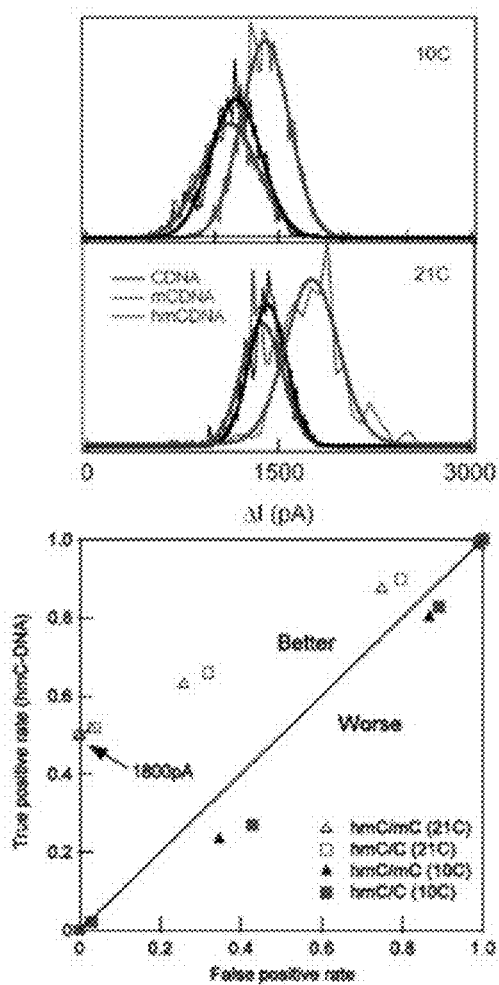 10C
21C
CDNA
mCDNA
hmCDNA
0 1500 3000
ΔI (pA)
1.0
0.8
0.6
0.4
0.2
0
True positive rate (hmC-DNA)
Better
Worse
1800pA
hmC/mC (21C)
hmC/C (21C)
hmC/mC (10C)
hmC/C (10C)
0.0 0.2 0.4 0.6 0.8 1.0
False positive rate